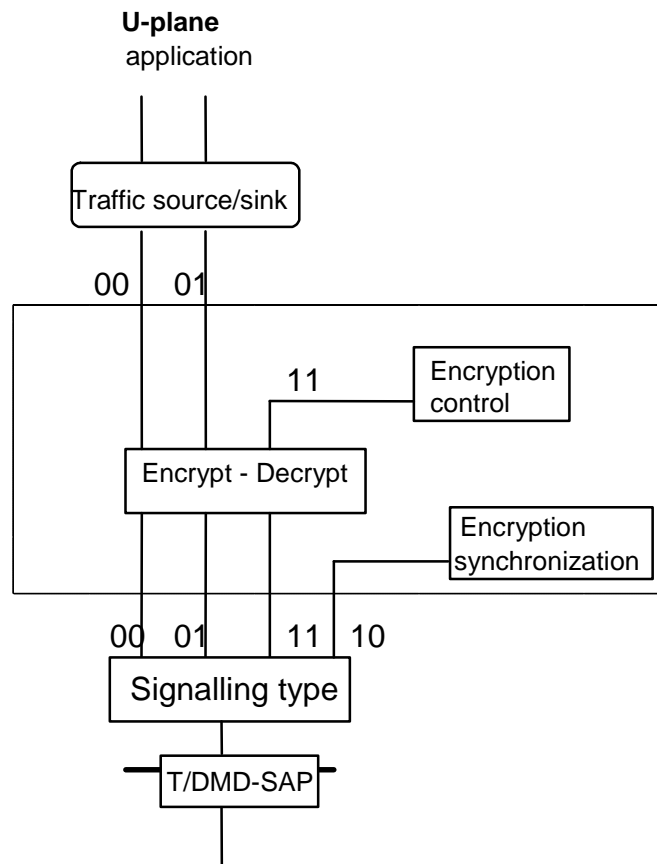 U-plane
application
Traffic source/sink
00 01
11
Encryption
control
Encrypt - Decrypt
Encryption
synchronization
00 01 11 10
Signalling type
T/DMD-SAP